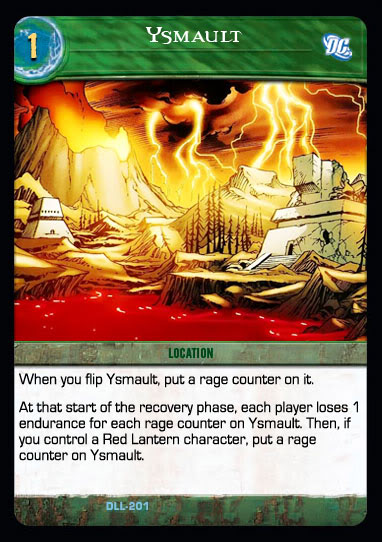 Ysmault
1
DC
LOCATION
When you flip Ysmault, put a rage counter on it.
At that start of the recovery phase, each player loses 1
endurance for each rage counter on Ysmault. Then, if
you control a Red Lantern character, put a rage
counter on Ysmault.
DLL-201